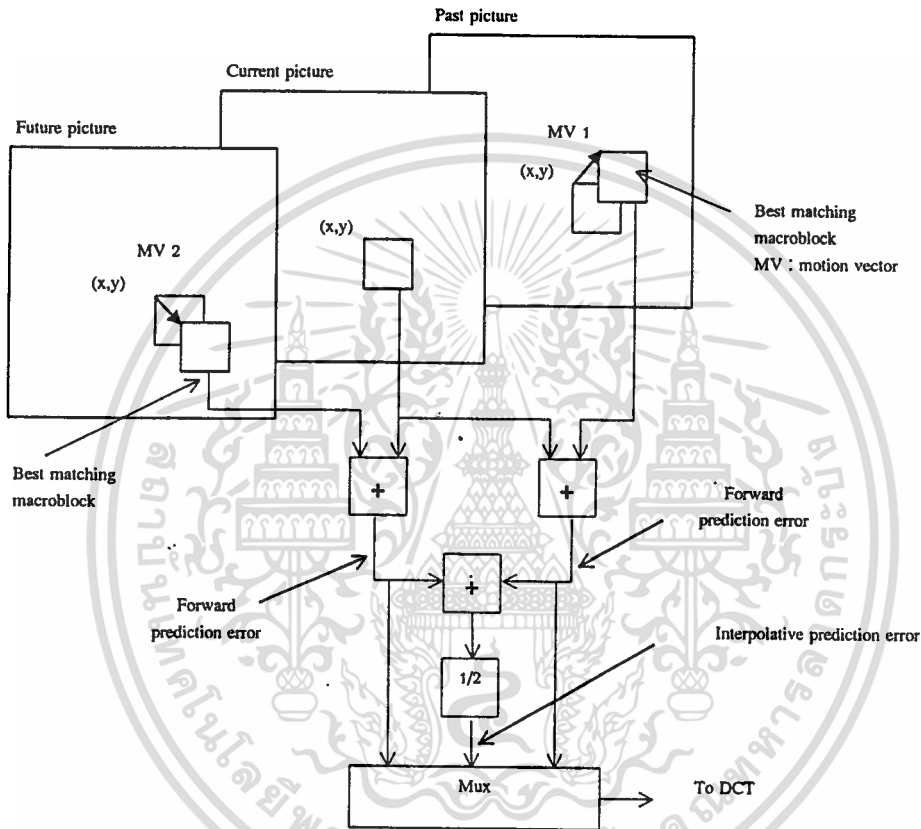 Past picture
Current picture
Future picture
MV 1
(x,y)
Best matching
macroblock
MV : motion vector
(x,y)
MV 2
(x,y)
Best matching
macroblock
+
+
Forward
prediction error
Forward
prediction error
+
Interpolative prediction error
1/2
Mux
To DCT